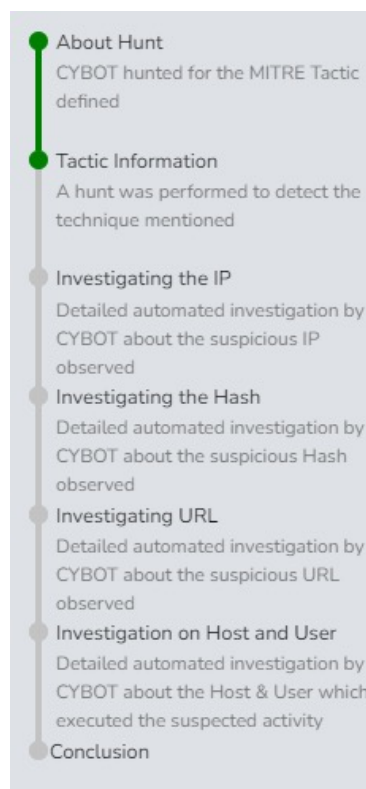 About Hunt
CYBOT hunted for the MITRE Tactic
defined
Tactic Information
A hunt was performed to detect the
technique mentioned
Investigating the IP
Detailed automated investigation by
CYBOT about the suspicious IP
observed
Investigating the Hash
Detailed automated investigation by
CYBOT about the suspicious Hash
observed
Investigating URL
Detailed automated investigation by
CYBOT about the suspicious URL
observed
Investigation on Host and User
Detailed automated investigation by
CYBOT about the Host & User which
executed the suspected activity
Conclusion